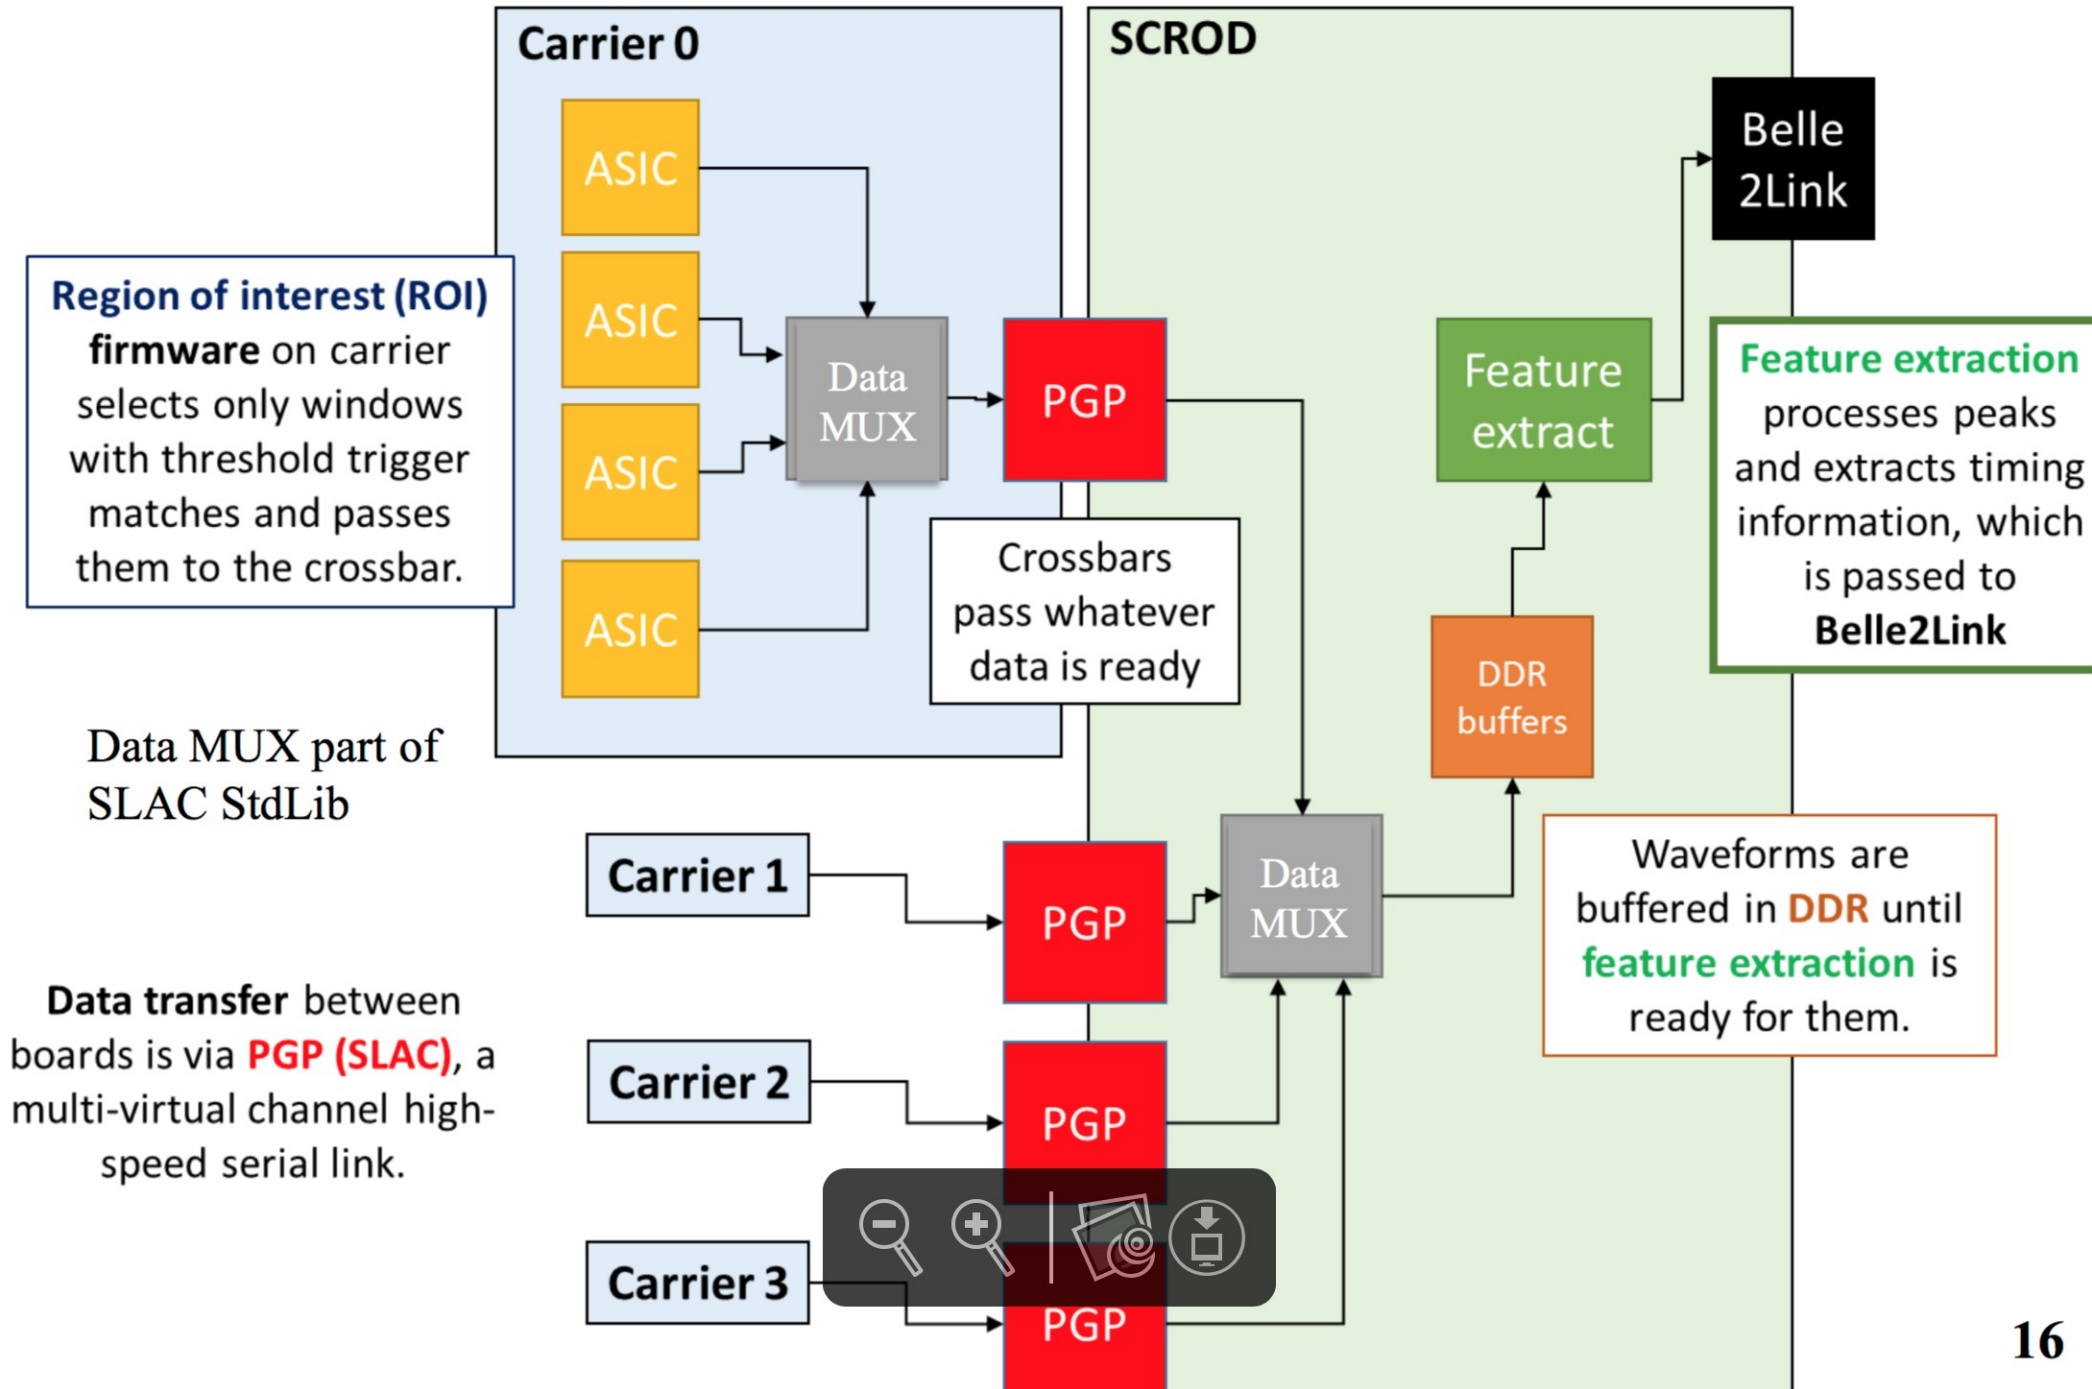 Carrier 0
SCROD
ASIC
ASIC
ASIC
ASIC
Data
MUX
PGP
Belle
2Link
Feature
extract
Region of interest (ROI)
firmware on carrier
selects only windows
with threshold trigger
matches and passes
them to the crossbar.
Crossbars
pass whatever
data is ready
Feature extraction
processes peaks
and extracts timing
information, which
is passed to
Belle2Link
DDR
buffers
Data MUX part of
SLAC StdLib
Carrier 1
PGP
Data
MUX
Waveforms are
buffered in DDR until
feature extraction is
ready for them.
Data transfer between
boards is via PGP (SLAC), a
multi-virtual channel high-
speed serial link.
Carrier 2
PGP
Carrier 3
PGP
16